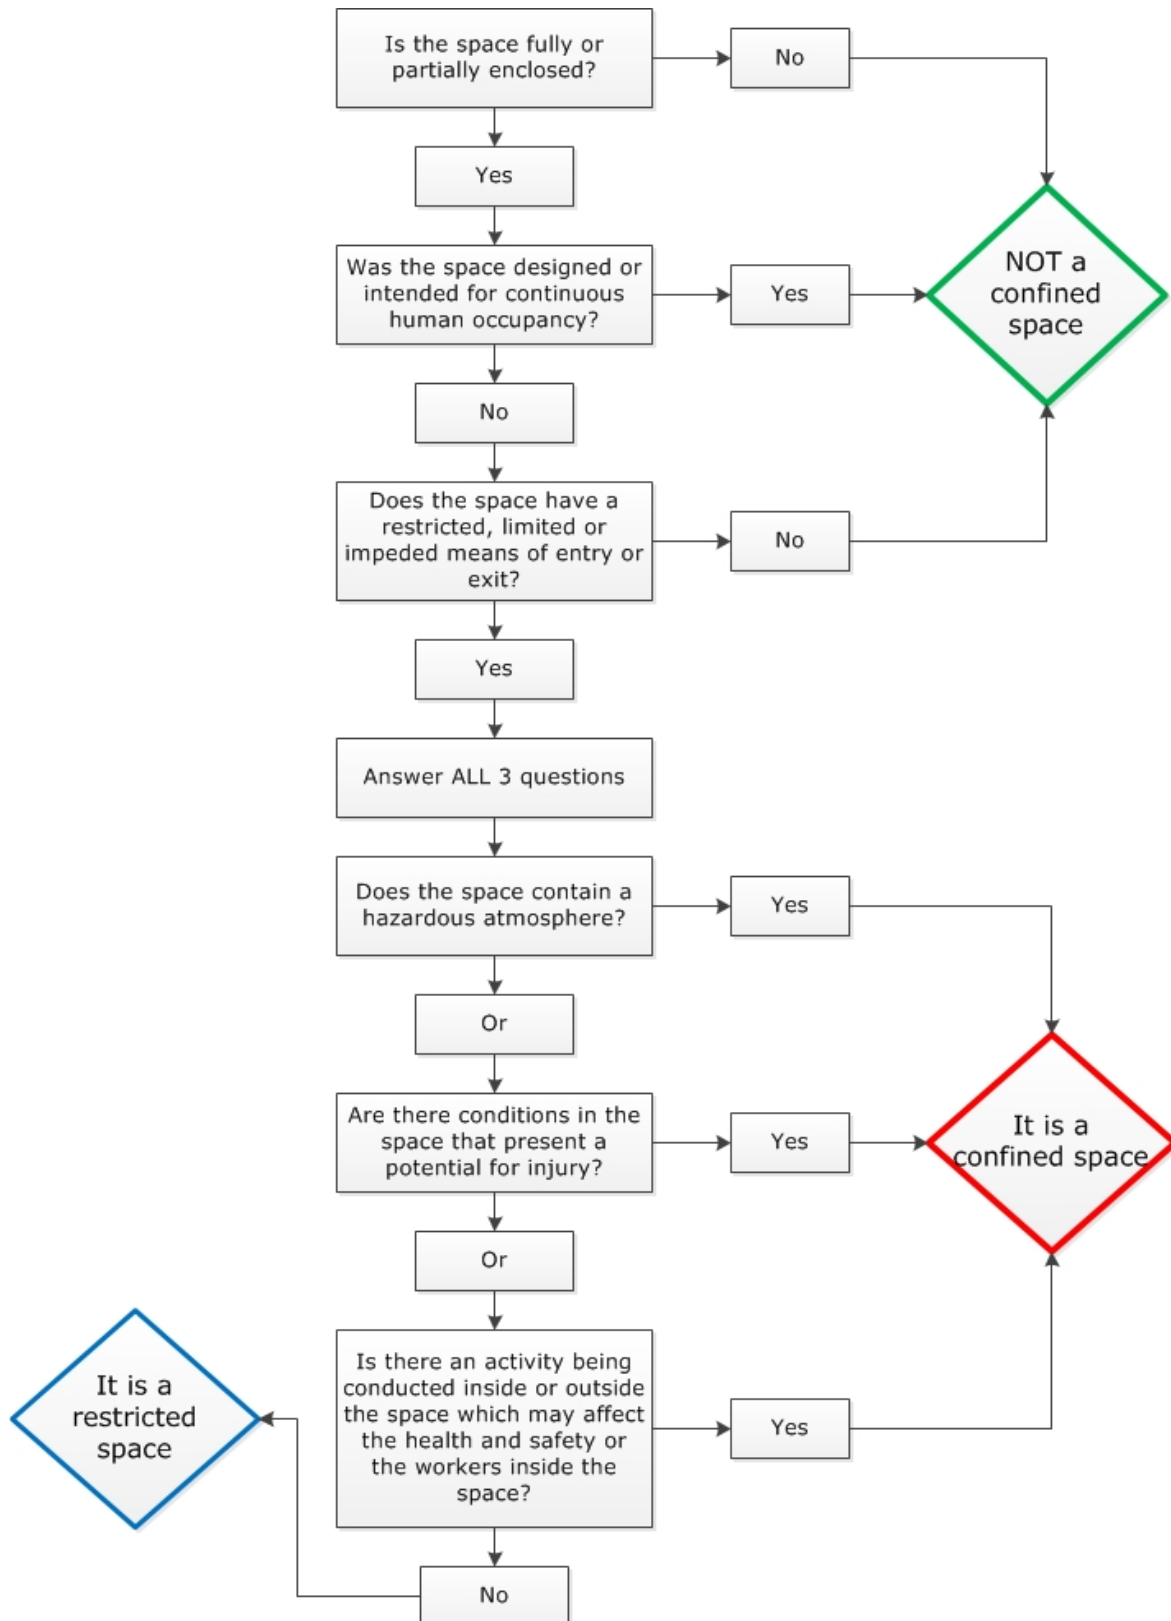 Is the space fully or
partially enclosed?
No
Yes
NOT a
confined
space
Was the space designed or
intended for continuous
human occupancy?
Yes
No
Does the space have a
restricted, limited or
impeded means of entry or
exit?
No
Yes
Answer ALL 3 questions
Does the space contain a
hazardous atmosphere?
Yes
Or
Are there conditions in the
space that present a
potential for injury?
Yes
It is a
confined space
Or
Is there an activity being
conducted inside or outside
the space which may affect
the health and safety or
the workers inside the
space?
Yes
It is a
restricted
space
No